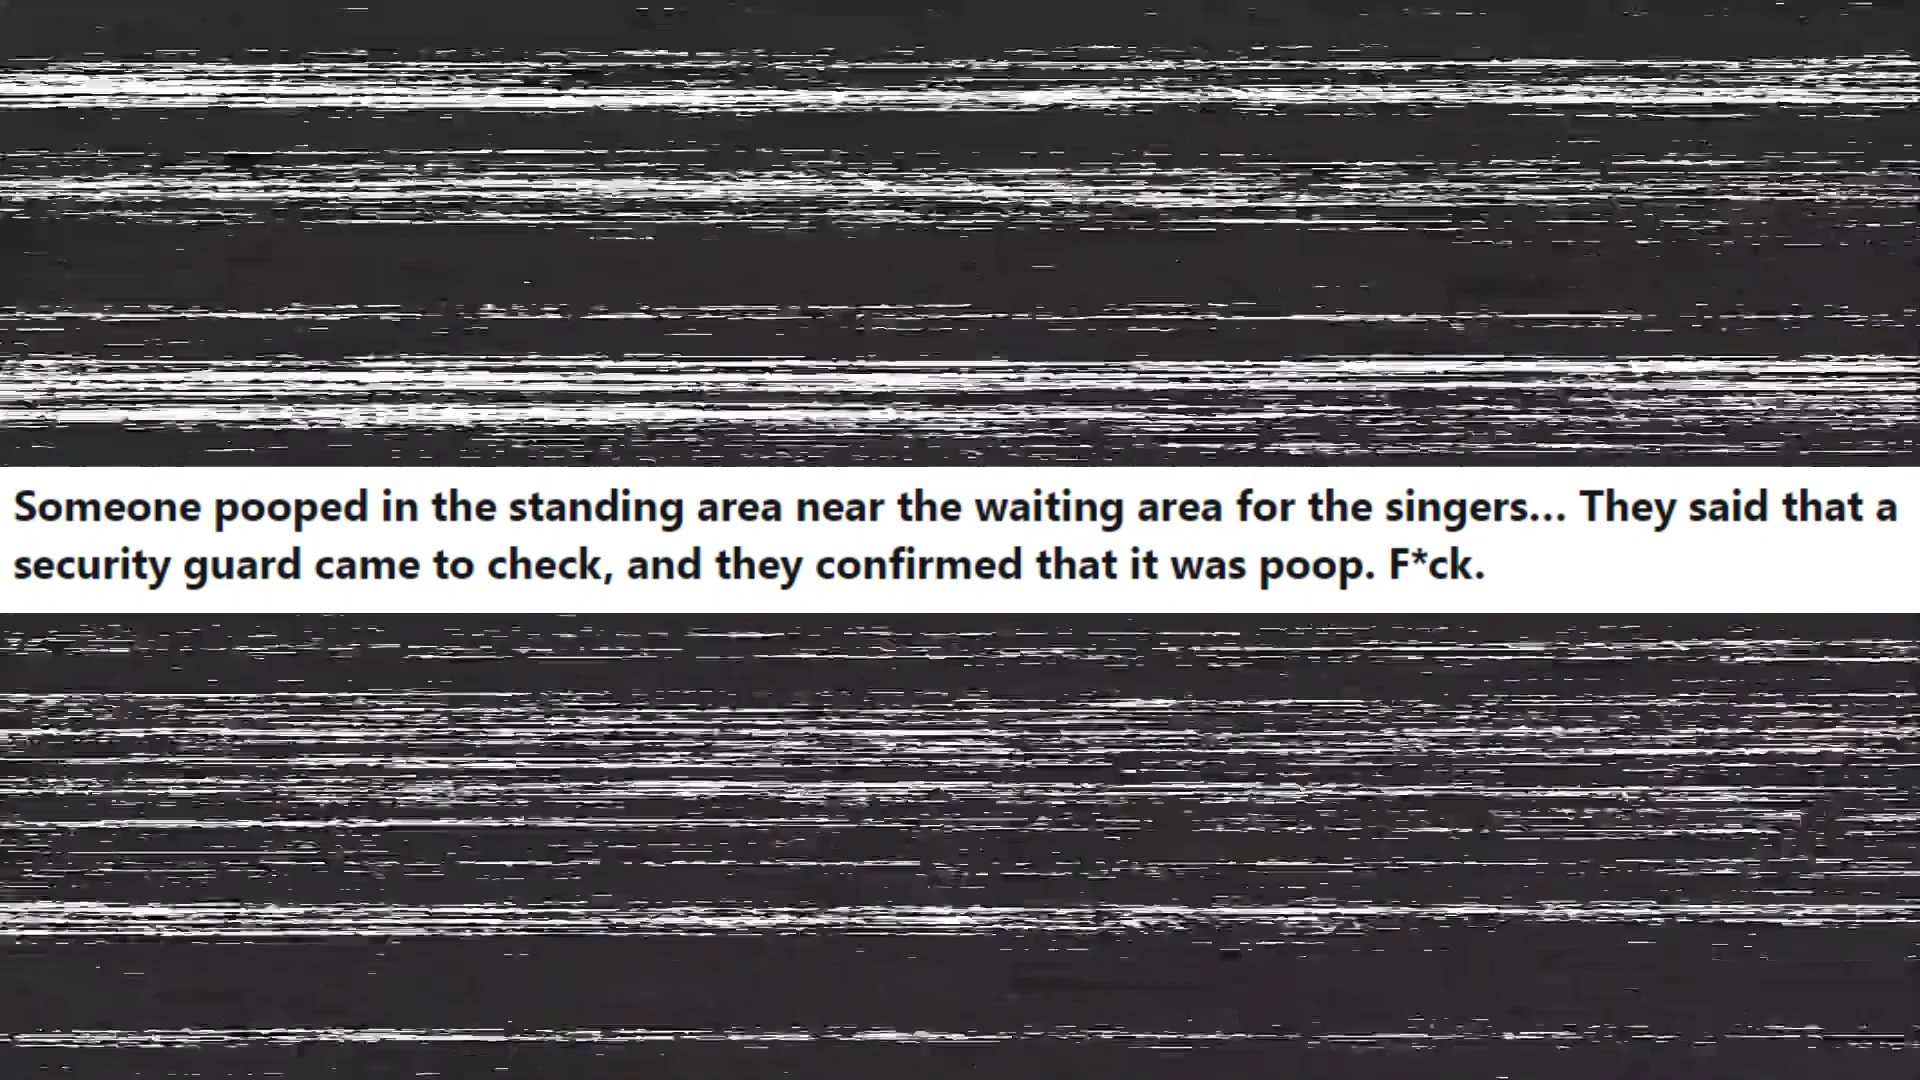 Someone pooped in the standing area near the waiting area for the singers... They said that a
security guard came to check, and they confirmed that it was poop. F*ck.